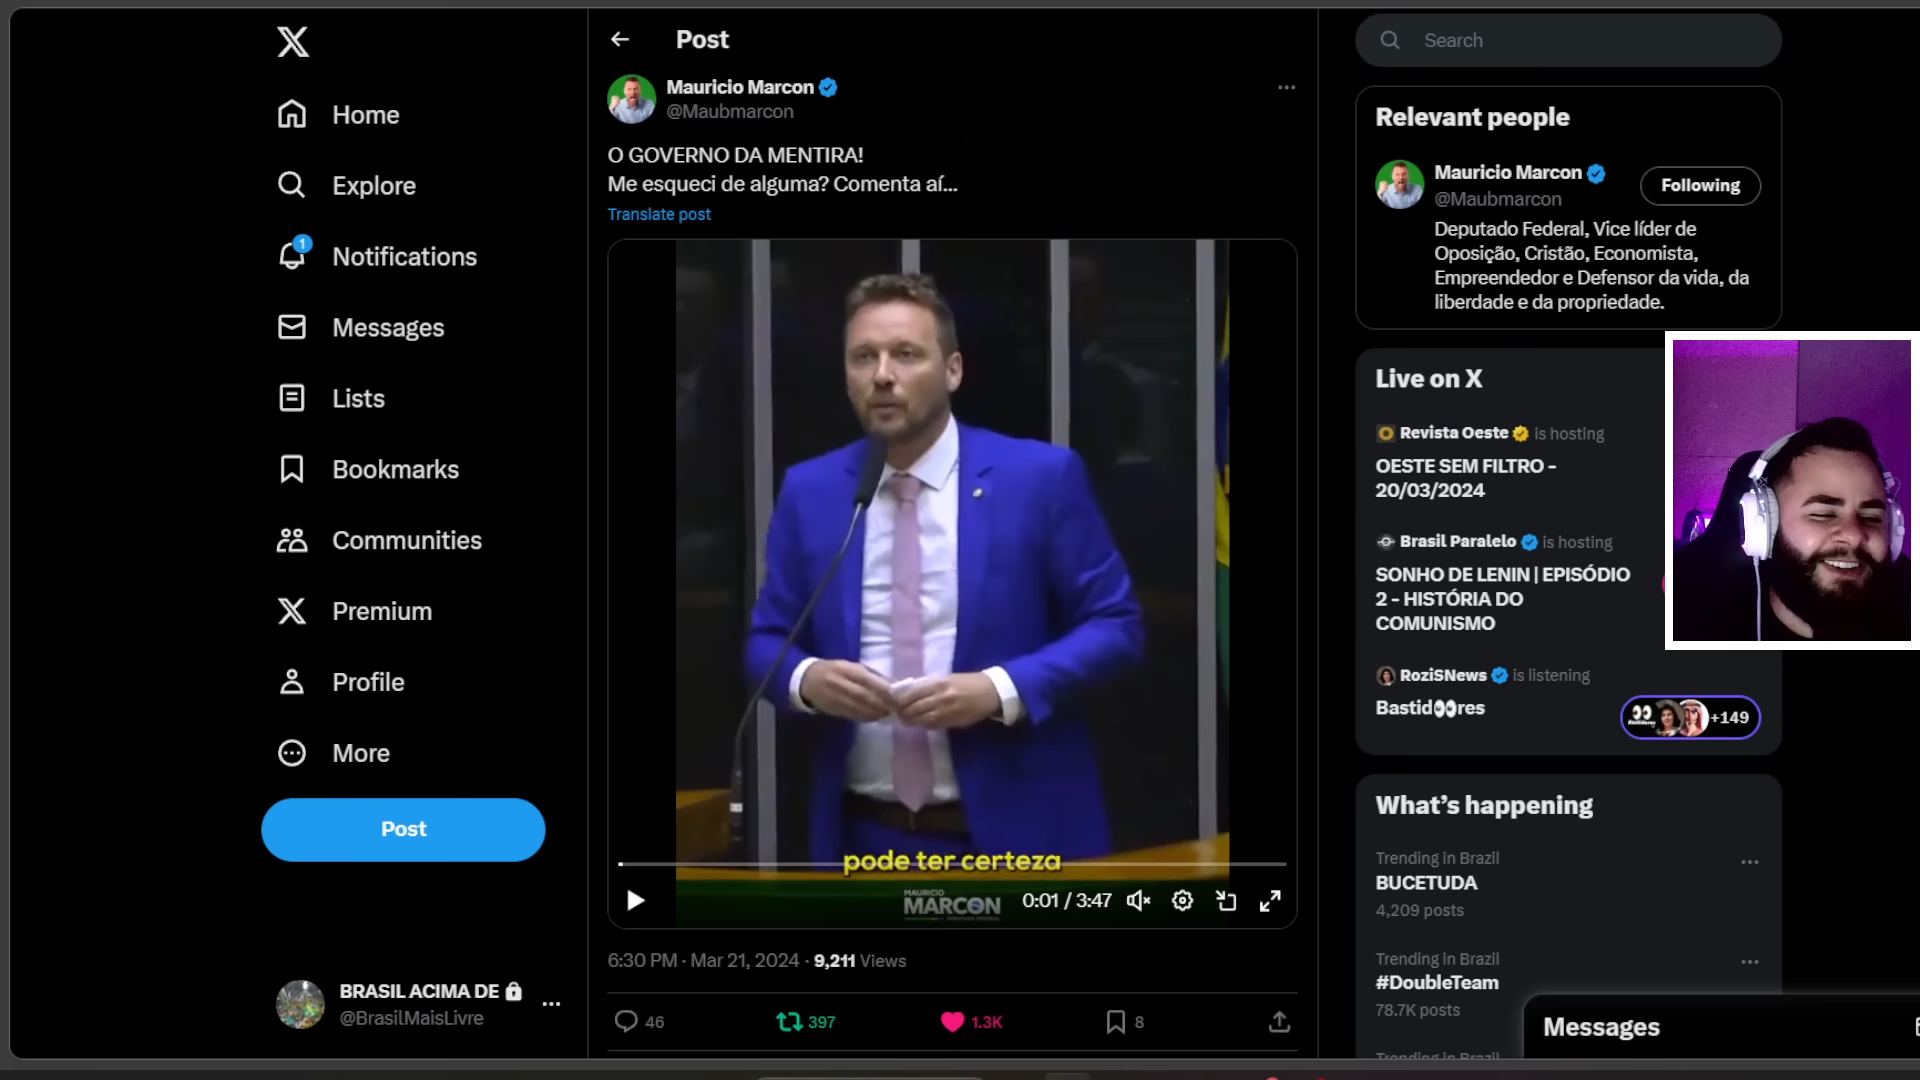 Home
Explore
1
Notifications
Messages
Lists
Bookmarks
Communities
Premium
Profile
More
Post
BRASIL ACIMA DE
@BrasilMaisLivre
Post
Mauricio Marcon
@Maubmarcon
O GOVERNO DA MENTIRA!
Me esqueci de alguma? Comenta aí...
Translate post
pode ter certeza
MAURICIO
MARCON
0:01 / 3:47
6:30 PM · Mar 21, 2024 · 9,211 Views
46
397
1.3K
8
Search
Relevant people
Mauricio Marcon
@Maubmarcon
Following
Deputado Federal, Vice líder de
Oposição, Cristão, Economista,
Empreendedor e Defensor da vida, da
liberdade e da propriedade.
Live on X
Revista Oeste is hosting
OESTE SEM FILTRO -
20/03/2024
Brasil Paralelo is hosting
SONHO DE LENIN | EPISÓDIO
2 - HISTÓRIA DO
COMUNISMO
RoziSNews is listening
Bastid👀res
+149
What's happening
Trending in Brazil
BUCETUDA
4,209 posts
Trending in Brazil
#DoubleTeam
78.7K posts
Trending in Brazil
Messages